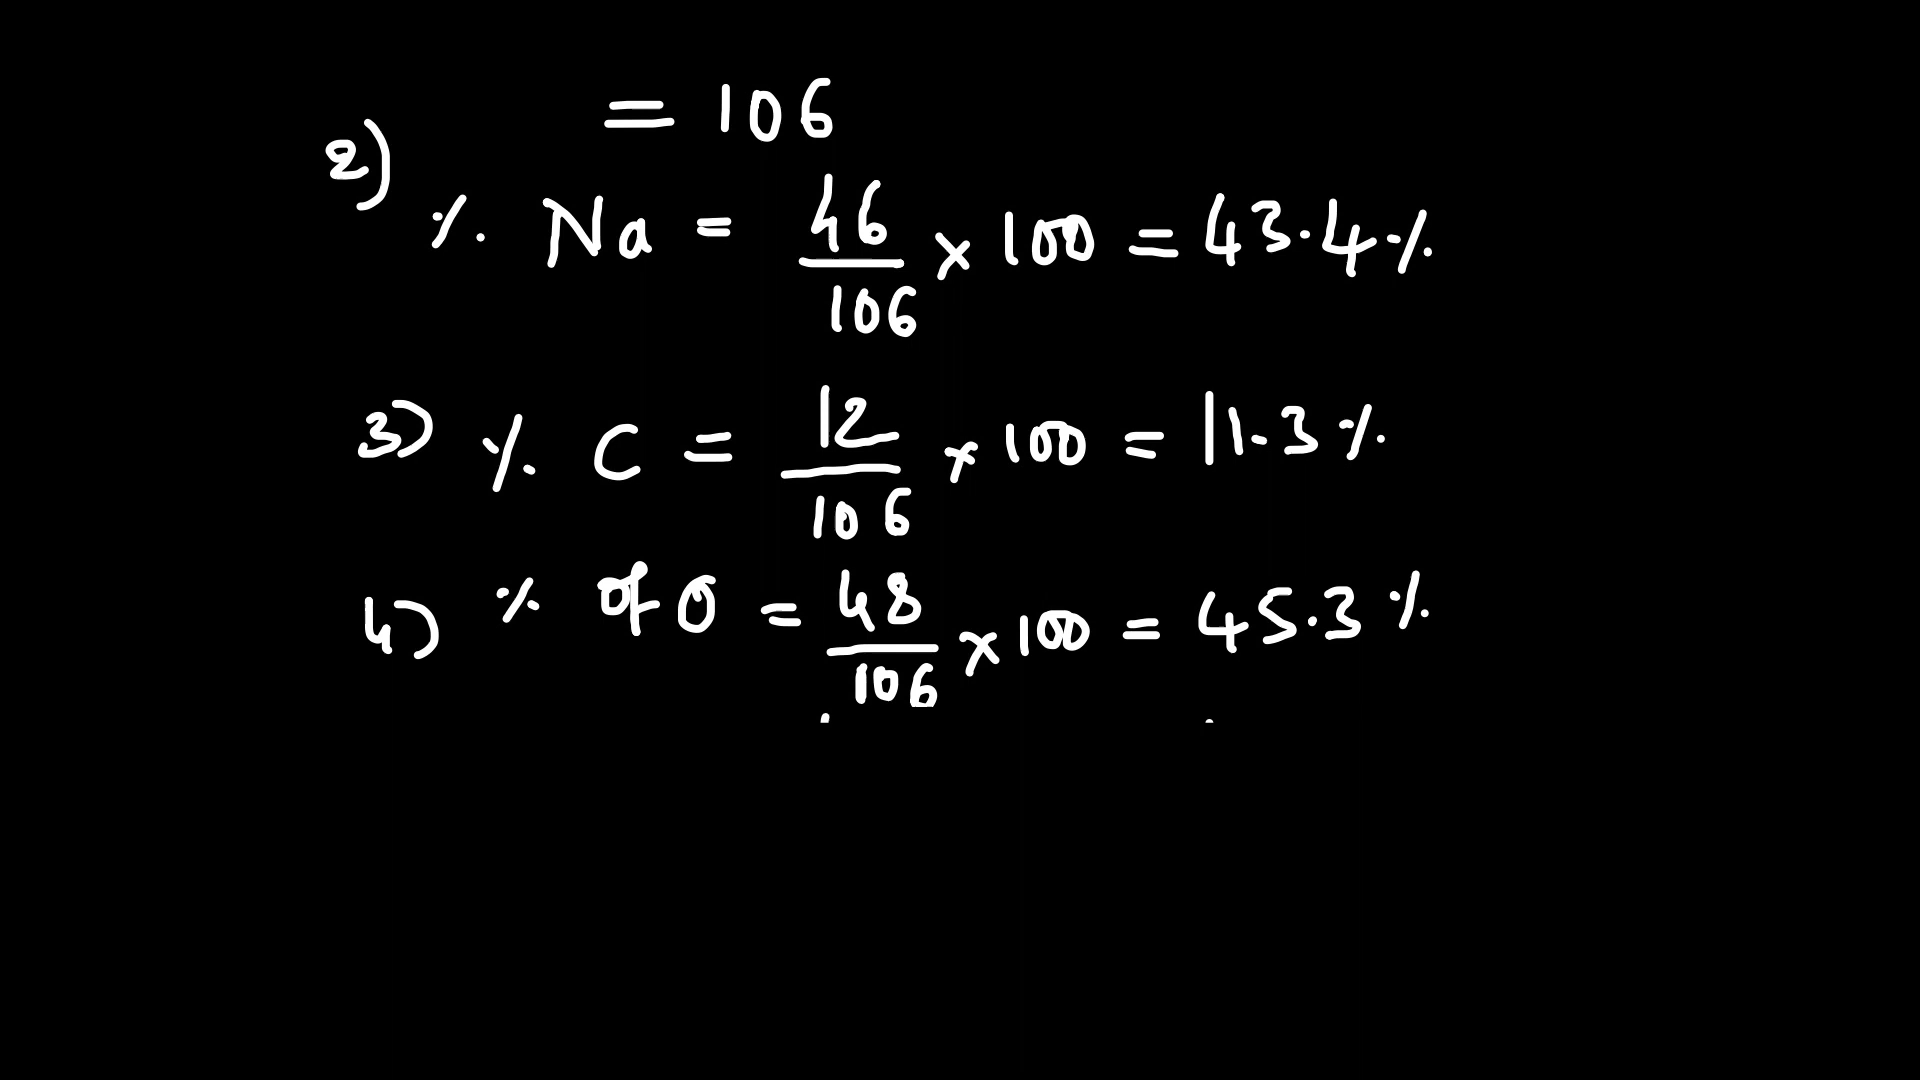 = 106
2) % Na = 46/106 × 100 = 43.4%
3) % C = 12/106 × 100 = 11.3%
4) % of O = 48/106 × 100 = 45.3%